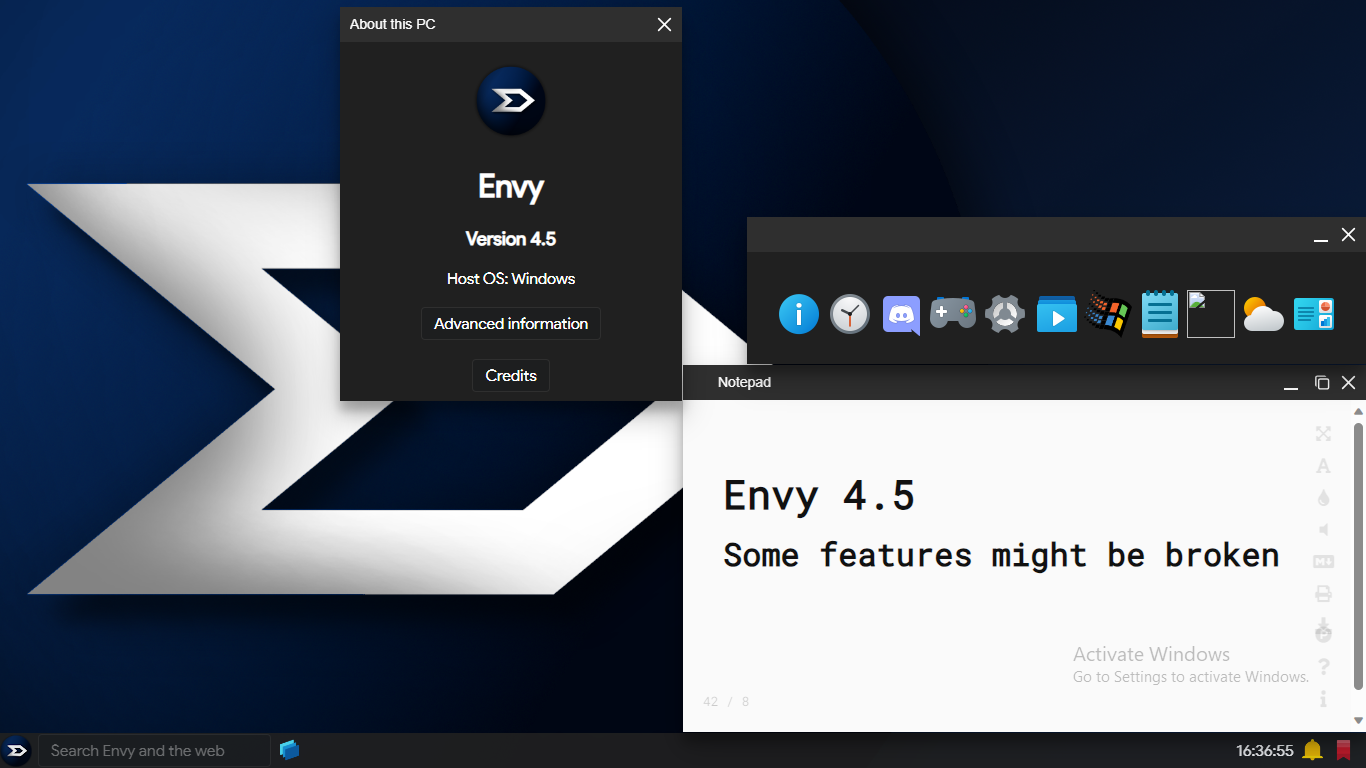 About this PC
Envy
Version 4.5
Host OS: Windows
Advanced information
Credits
Notepad
Envy 4.5
Some features might be broken
Activate Windows
Go to Settings to activate Windows.
42 / 8
Search Envy and the web
16:36:55